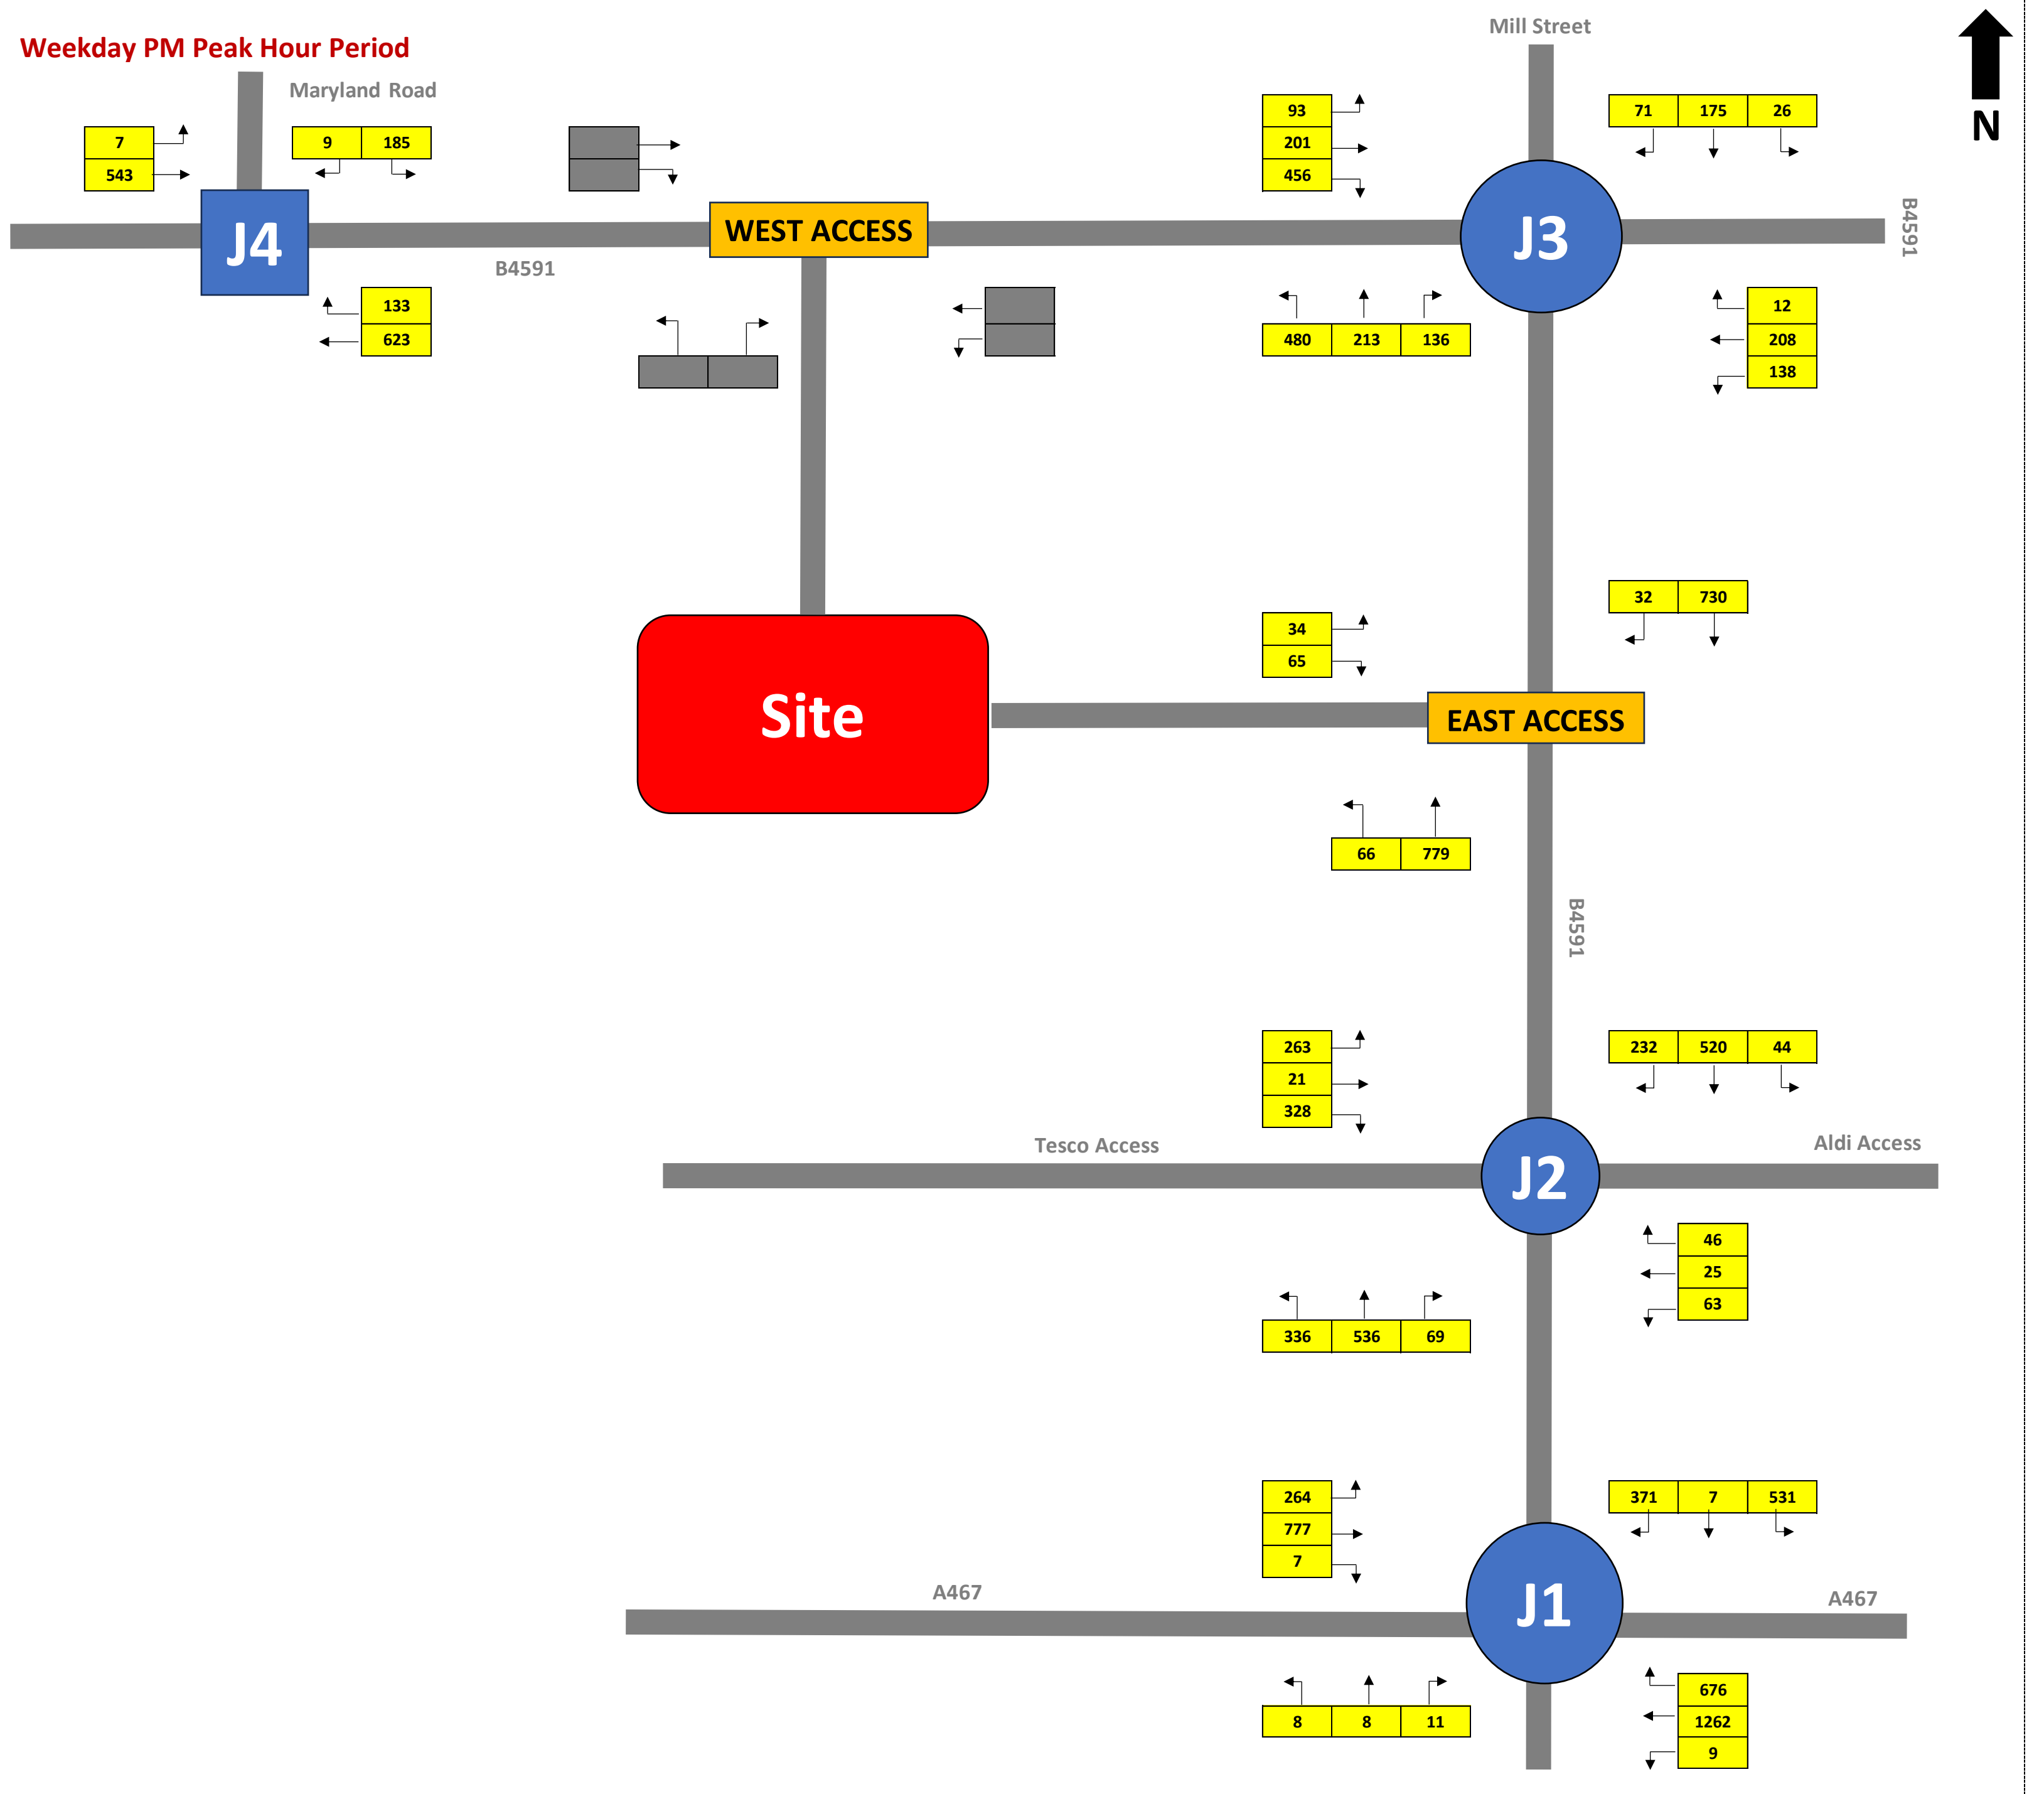 Mill Street
Weekday PM Peak Hour Period
N
Maryland Road
7
543
9 185
93
201
456
71 175 26
J4
WEST ACCESS
J3
B4591
B4591
133
623
480 213 136
12
208
138
32 730
34
65
Site
EAST ACCESS
66 779
B4591
263
21
328
232 520 44
Tesco Access
Aldi Access
J2
46
25
63
336 536 69
264
777
7
371 7 531
A467
A467
J1
8 8 11
676
1262
9